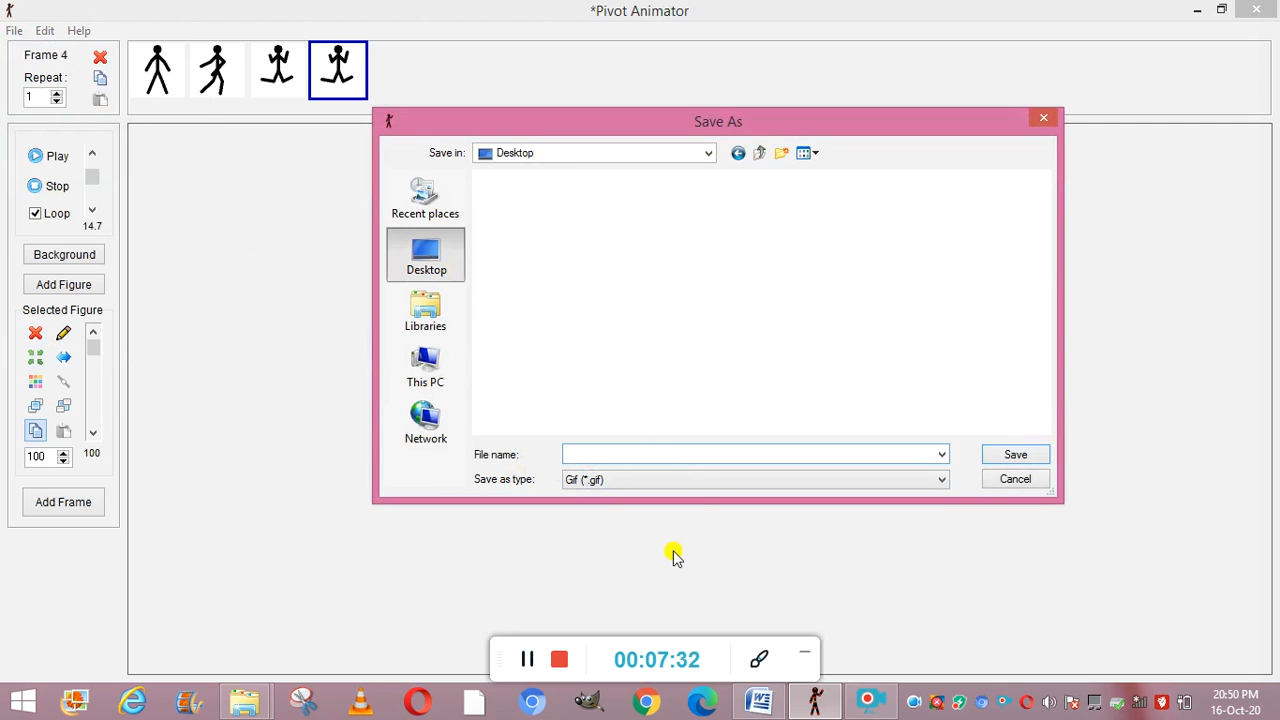 *Pivot Animator
File Edit Help
Frame 4
Repeat :
1
Play
Stop
Loop
14.7
Background
Add Figure
Selected Figure
100
100
Add Frame
Save As
Save in:
Desktop
Recent places
Desktop
Libraries
This PC
Network
File name:
Save
Save as type:
Gif (*.gif)
Cancel
00:07:32
20:50 PM
16-Oct-20